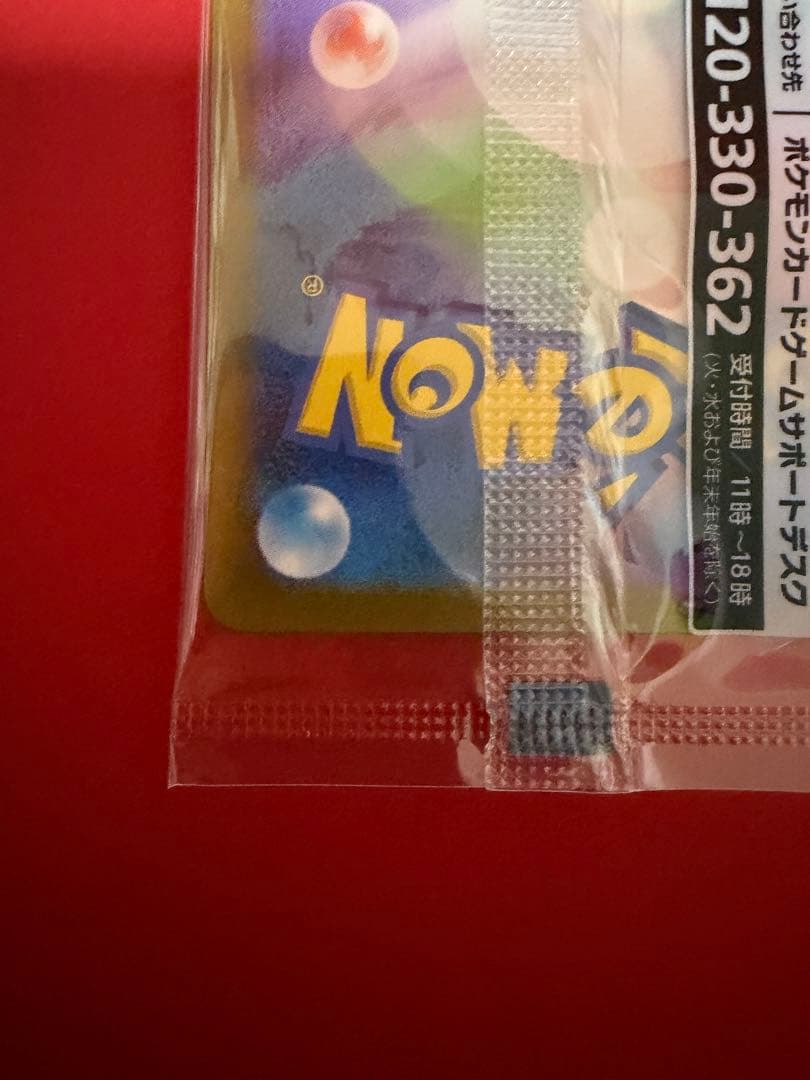 い合わせ先｜ポケモンカードゲームサポートデスク
120-330-362 受付時間/11時～18時
(火・水および年末年始を除く)
éMON®